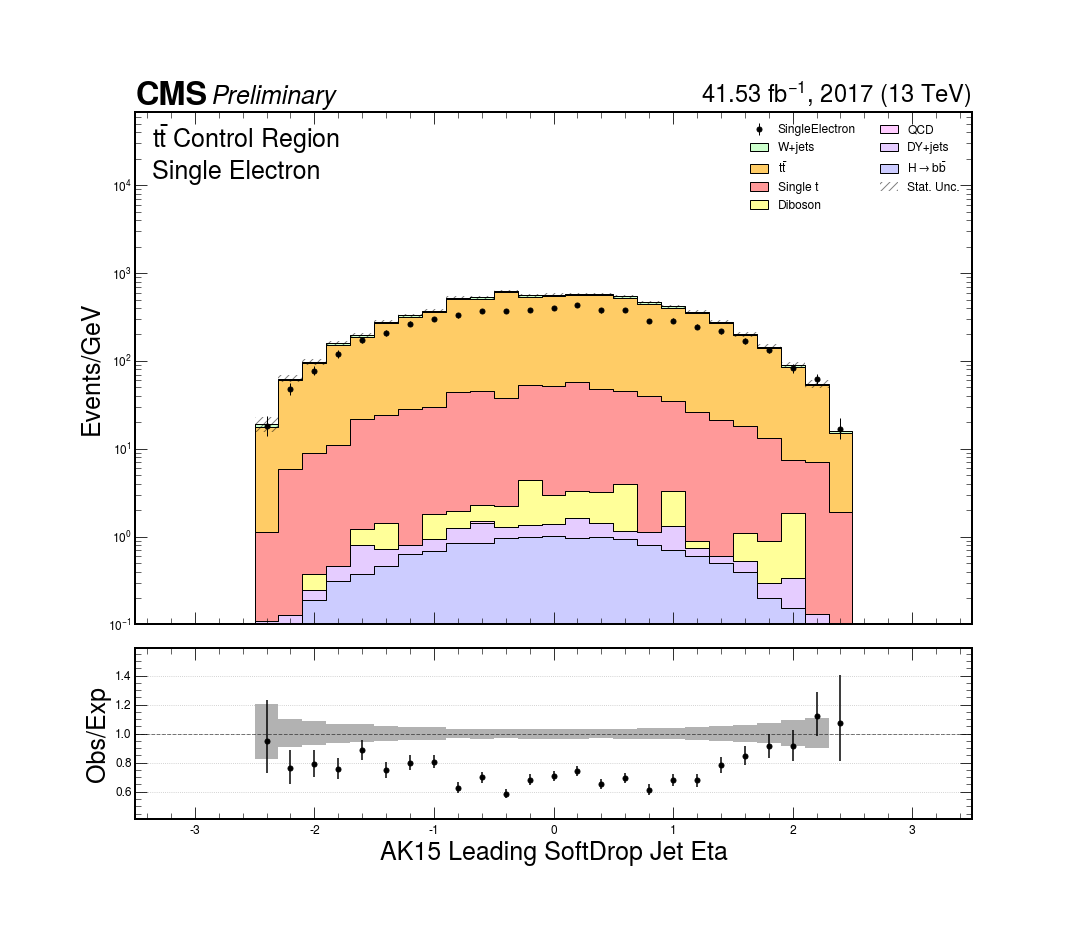 CMS Preliminary
41.53 fb⁻¹, 2017 (13 TeV)
tt̄ Control Region
Single Electron
SingleElectron
W+jets
tt̄
Single t
Diboson
QCD
DY+jets
H→bb̄
Stat. Unc.
Events/GeV
10⁴
10³
10²
10¹
10⁰
10⁻¹
Obs/Exp
1.4
1.2
1.0
0.8
0.6
-3 -2 -1 0 1 2 3
AK15 Leading SoftDrop Jet Eta